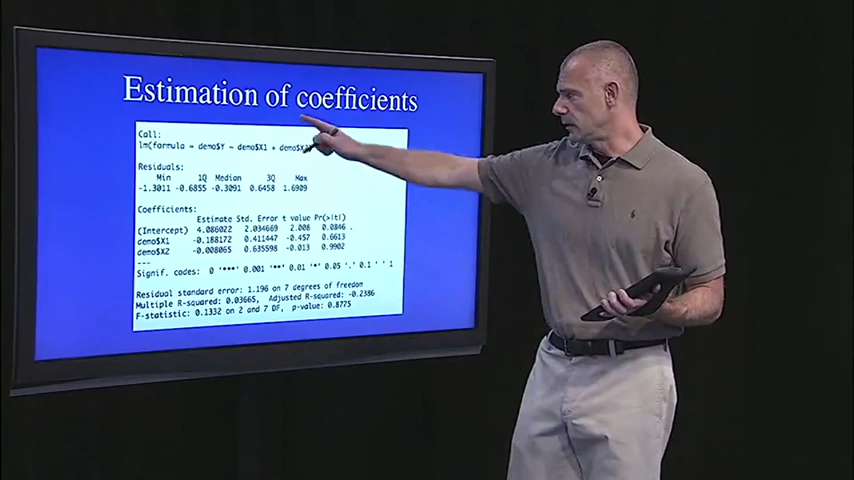 Estimation of coefficients
Call:
lm(formula = demo$Y ~ demo$X1 + demo$X2)
Residuals:
Min 1Q Median 3Q Max
-1.3011 -0.6855 -0.3091 0.6458 1.6909
Coefficients:
Estimate Std. Error t value Pr(>|t|)
(Intercept) 4.086022 2.034669 2.008 0.0846 .
demo$X1 -0.188172 0.411447 -0.457 0.6613
demo$X2 -0.008065 0.635598 -0.013 0.9902
---
Signif. codes: 0 '***' 0.001 '**' 0.01 '*' 0.05 '.' 0.1 ' ' 1
Residual standard error: 1.196 on 7 degrees of freedom
Multiple R-squared: 0.03665, Adjusted R-squared: -0.2386
F-statistic: 0.1332 on 2 and 7 DF, p-value: 0.8775